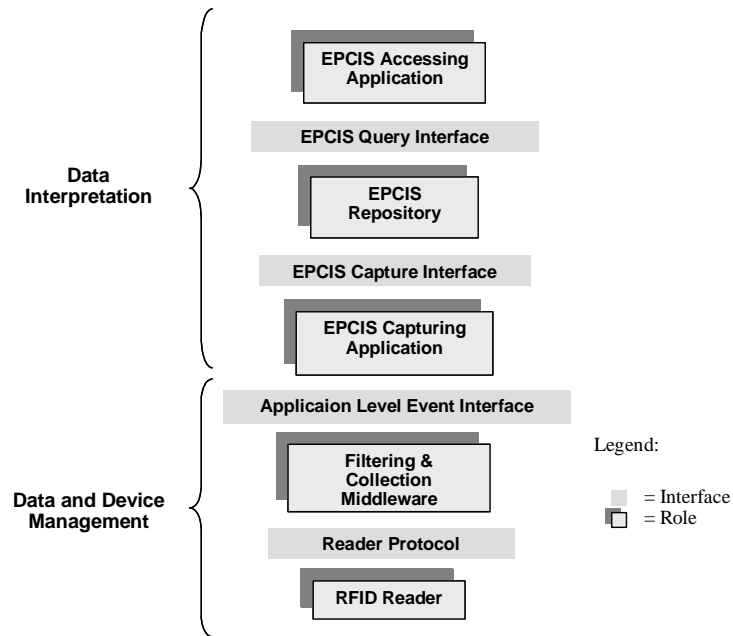 EPCIS Accessing
Application
EPCIS Query Interface
Data
Interpretation
EPCIS
Repository
EPCIS Capture Interface
EPCIS Capturing
Application
Applicaion Level Event Interface
Filtering &
Collection
Middleware
Data and Device
Management
Reader Protocol
RFID Reader
Legend:
= Interface
= Role